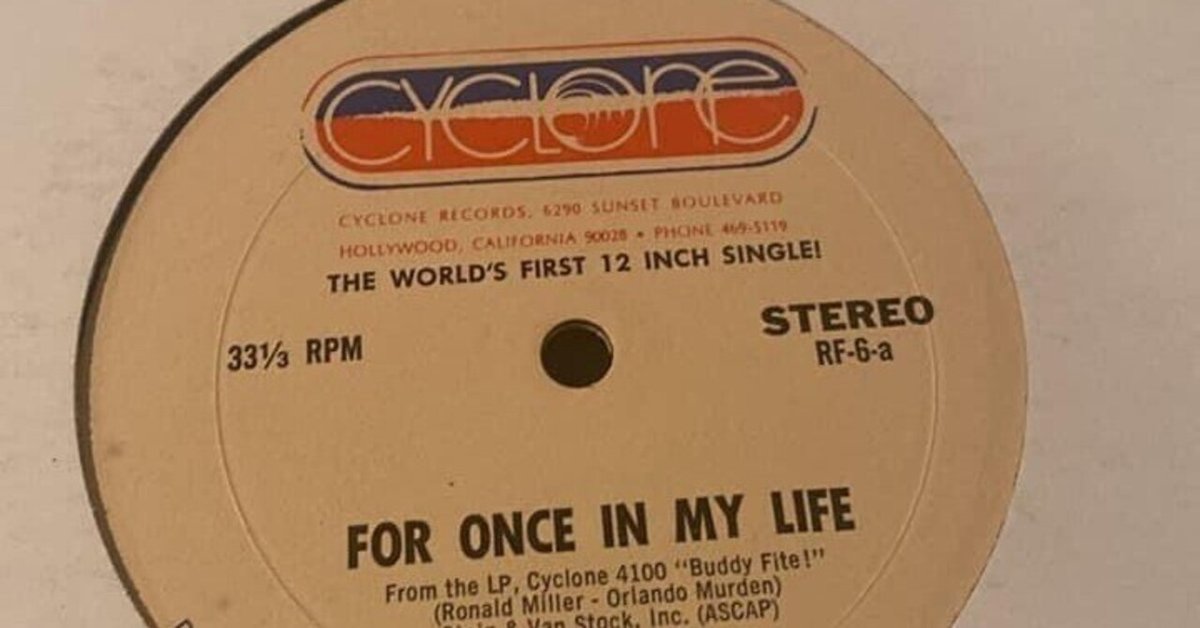 CYCLONE
CYCLONE RECORDS, 6290 SUNSET BOULEVARD
HOLLYWOOD, CALIFORNIA 90028 • PHONE 469-5119
THE WORLD'S FIRST 12 INCH SINGLE!
33⅓ RPM
STEREO
RF-6-a
FOR ONCE IN MY LIFE
From the LP, Cyclone 4100 "Buddy Fite!"
(Ronald Miller - Orlando Murden)
& Van Stock, Inc. (ASCAP)